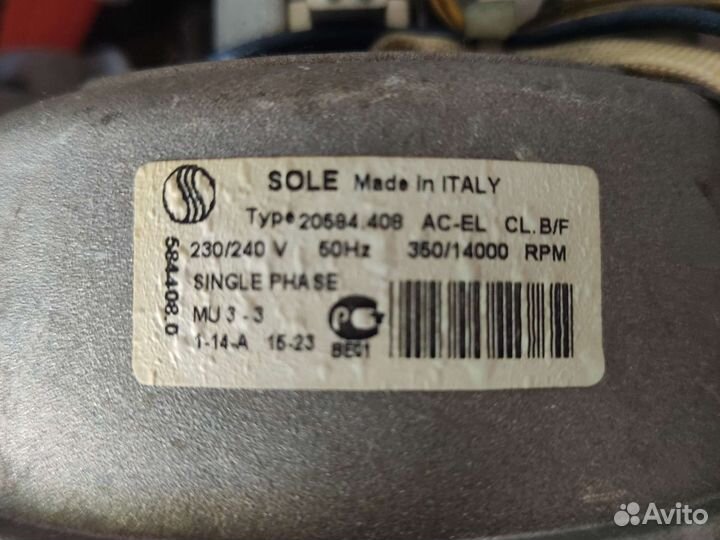 SOLE Made in ITALY
Type 20584.408 AC-EL CL.B/F
230/240 V 50Hz 350/14000 RPM
SINGLE PHASE
MU 3 - 3
1-14-A 15-23
BE01
584408.0
Avito